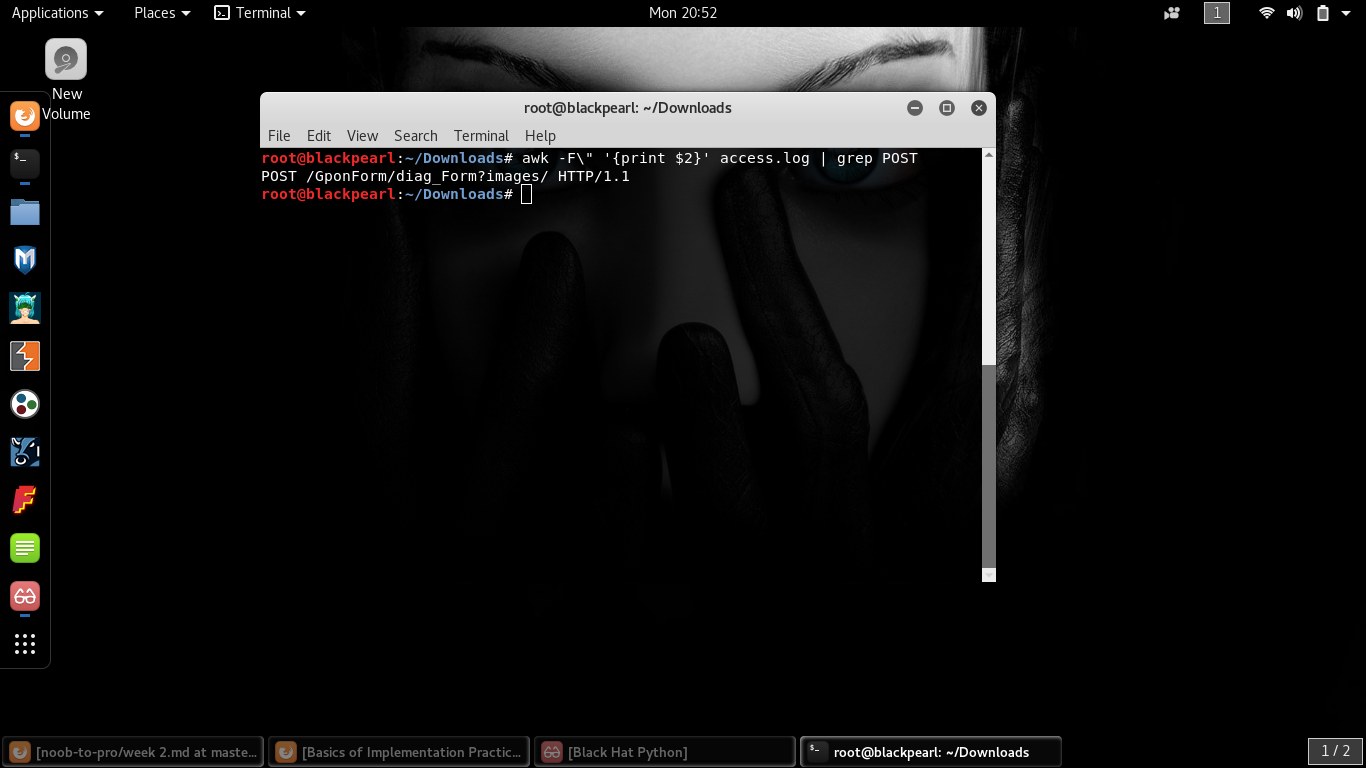 Applications Places Terminal Mon 20:52 1
New
Volume
root@blackpearl: ~/Downloads
File Edit View Search Terminal Help
root@blackpearl:~/Downloads# awk -F\" '{print $2}' access.log | grep POST
POST /GponForm/diag_Form?images/ HTTP/1.1
root@blackpearl:~/Downloads#
[noob-to-pro/week 2.md at maste... [Basics of Implementation Practic... [Black Hat Python] root@blackpearl: ~/Downloads 1 / 2